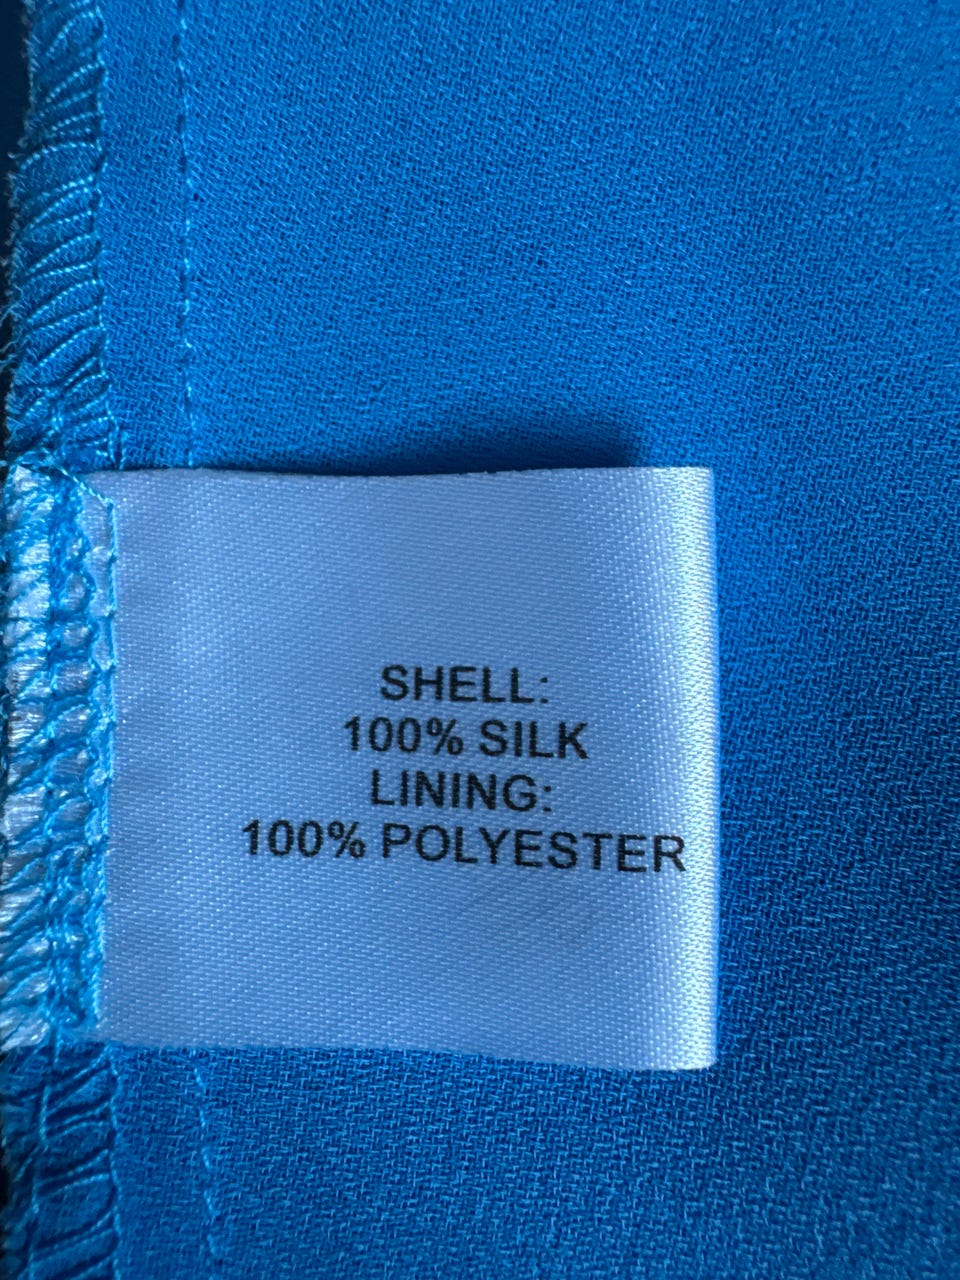 SHELL:
100% SILK
LINING:
100% POLYESTER